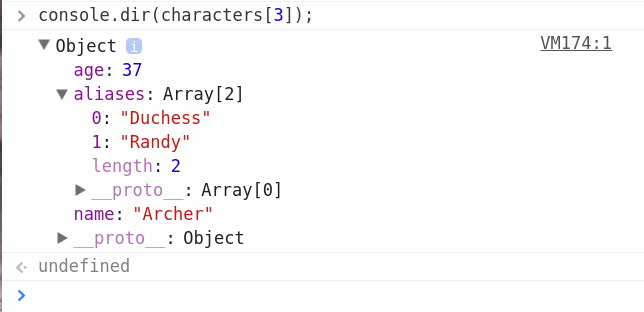 console.dir(characters[3]);
Object i VM174:1
age: 37
aliases: Array[2]
0: "Duchess"
1: "Randy"
length: 2
__proto__: Array[0]
name: "Archer"
__proto__: Object
undefined